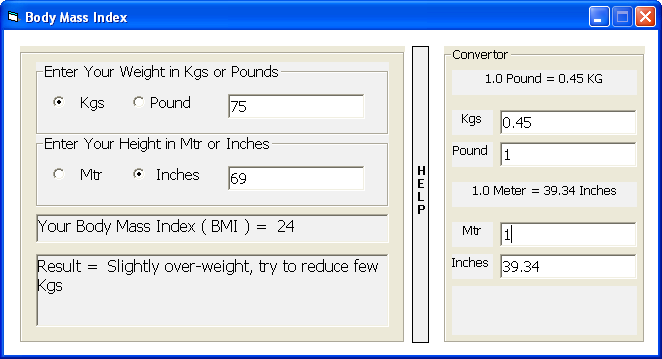 Body Mass Index
Enter Your Weight in Kgs or Pounds
Kgs Pound 75
Enter Your Height in Mtr or Inches
Mtr Inches 69
Your Body Mass Index ( BMI ) = 24
Result = Slightly over-weight, try to reduce few
Kgs
HELP
Convertor
1.0 Pound = 0.45 KG
Kgs 0.45
Pound 1
1.0 Meter = 39.34 Inches
Mtr 1
Inches 39.34